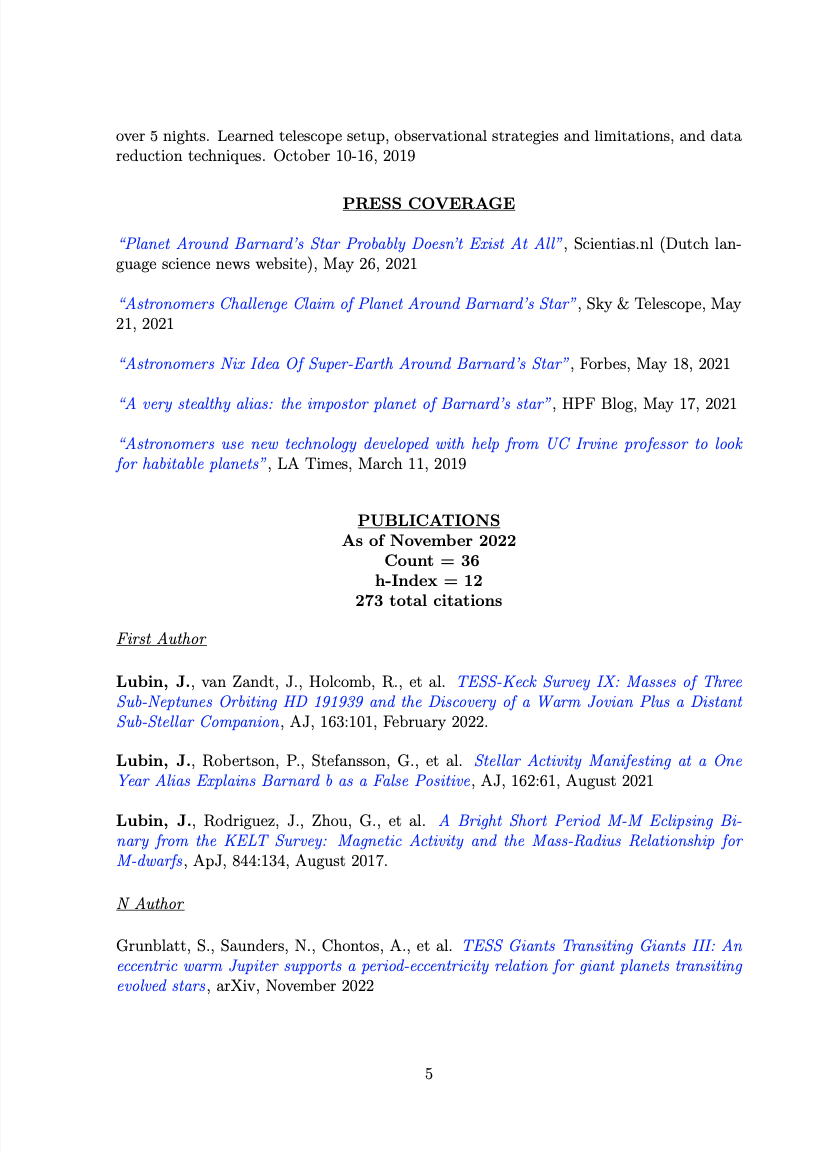 over 5 nights. Learned telescope setup, observational strategies and limitations, and data
reduction techniques. October 10-16, 2019
PRESS COVERAGE
“Planet Around Barnard’s Star Probably Doesn’t Exist At All”, Scientias.nl (Dutch lan-
guage science news website), May 26, 2021
“Astronomers Challenge Claim of Planet Around Barnard’s Star”, Sky & Telescope, May
21, 2021
“Astronomers Nix Idea Of Super-Earth Around Barnard’s Star”, Forbes, May 18, 2021
“A very stealthy alias: the impostor planet of Barnard’s star”, HPF Blog, May 17, 2021
“Astronomers use new technology developed with help from UC Irvine professor to look
for habitable planets”, LA Times, March 11, 2019
PUBLICATIONS
As of November 2022
Count = 36
h-Index = 12
273 total citations
First Author
Lubin, J., van Zandt, J., Holcomb, R., et al. TESS-Keck Survey IX: Masses of Three
Sub-Neptunes Orbiting HD 191939 and the Discovery of a Warm Jovian Plus a Distant
Sub-Stellar Companion, AJ, 163:101, February 2022.
Lubin, J., Robertson, P., Stefansson, G., et al. Stellar Activity Manifesting at a One
Year Alias Explains Barnard b as a False Positive, AJ, 162:61, August 2021
Lubin, J., Rodriguez, J., Zhou, G., et al. A Bright Short Period M-M Eclipsing Bi-
nary from the KELT Survey: Magnetic Activity and the Mass-Radius Relationship for
M-dwarfs, ApJ, 844:134, August 2017.
N Author
Grunblatt, S., Saunders, N., Chontos, A., et al. TESS Giants Transiting Giants III: An
eccentric warm Jupiter supports a period-eccentricity relation for giant planets transiting
evolved stars, arXiv, November 2022
5